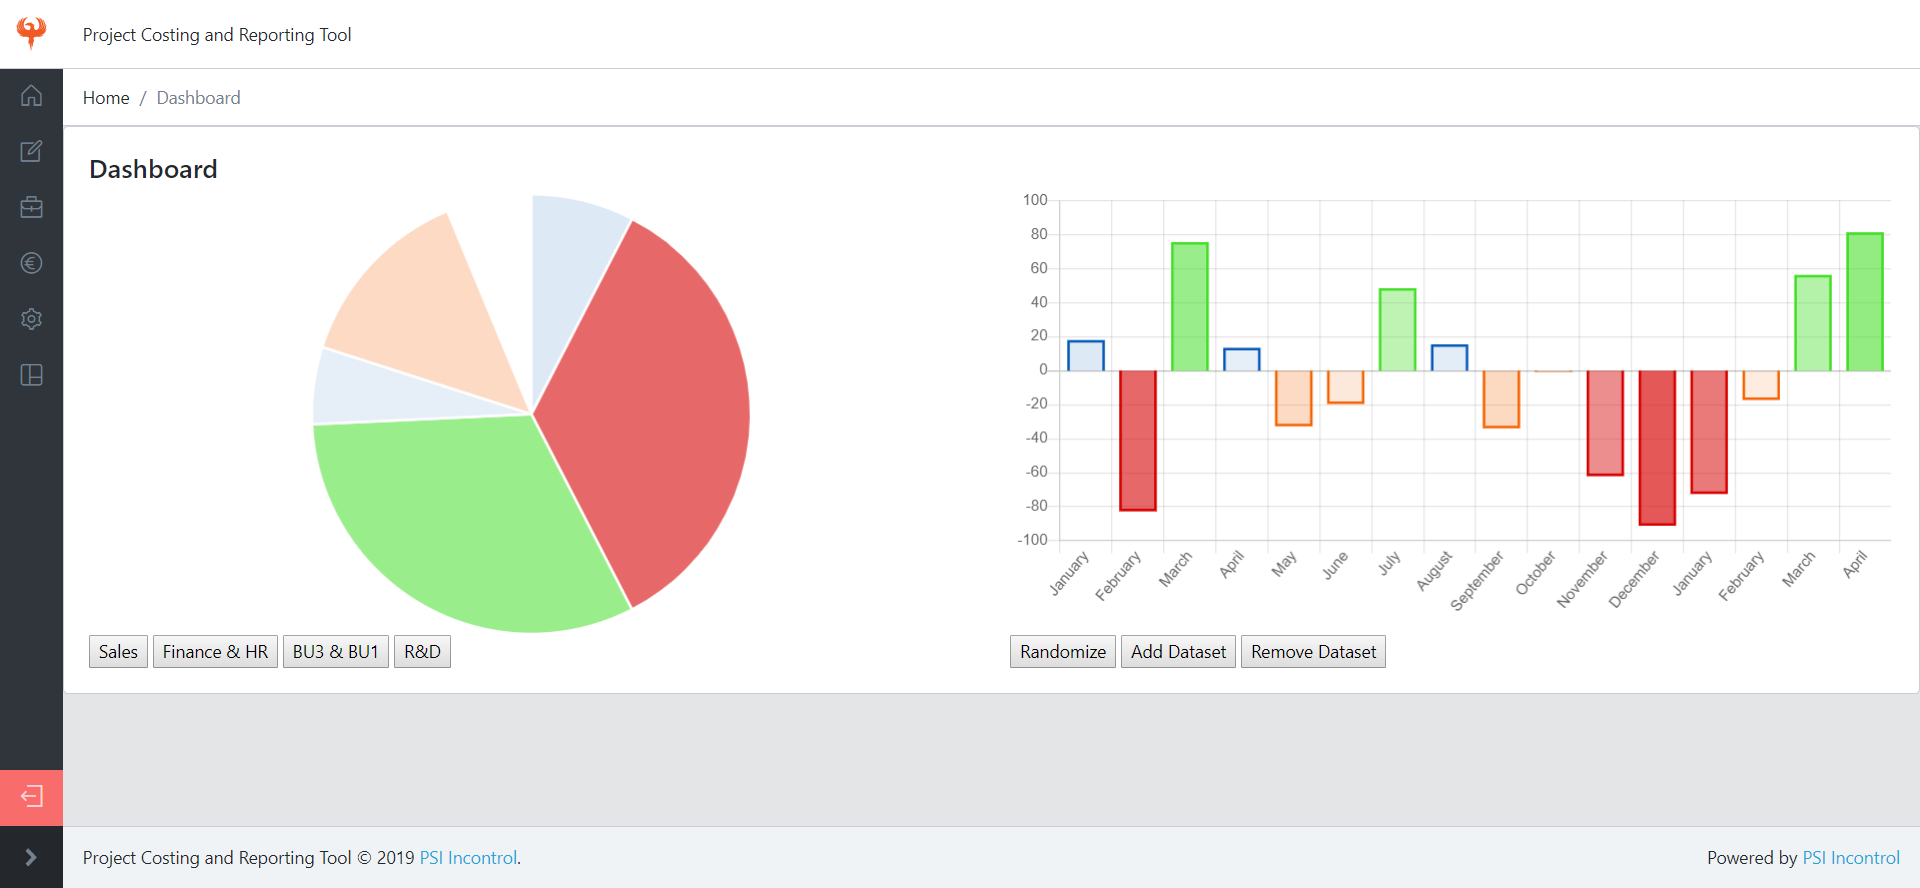 Project Costing and Reporting Tool
Home / Dashboard
Dashboard
100
80
60
40
20
0
-20
-40
-60
-80
-100
January
February
March
April
May
June
July
August
September
October
November
December
January
February
March
April
Sales
Finance & HR
BU3 & BU1
R&D
Randomize
Add Dataset
Remove Dataset
Project Costing and Reporting Tool © 2019 PSI Incontrol.
Powered by PSI Incontrol